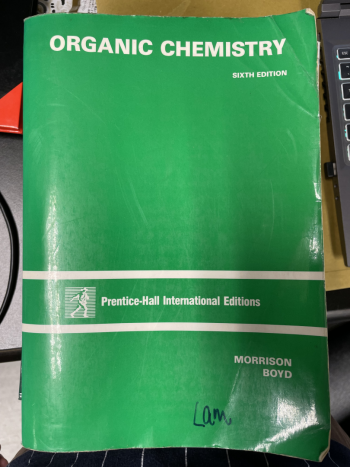 ORGANIC CHEMISTRY
SIXTH EDITION
Prentice-Hall International Editions
MORRISON
BOYD
Lam